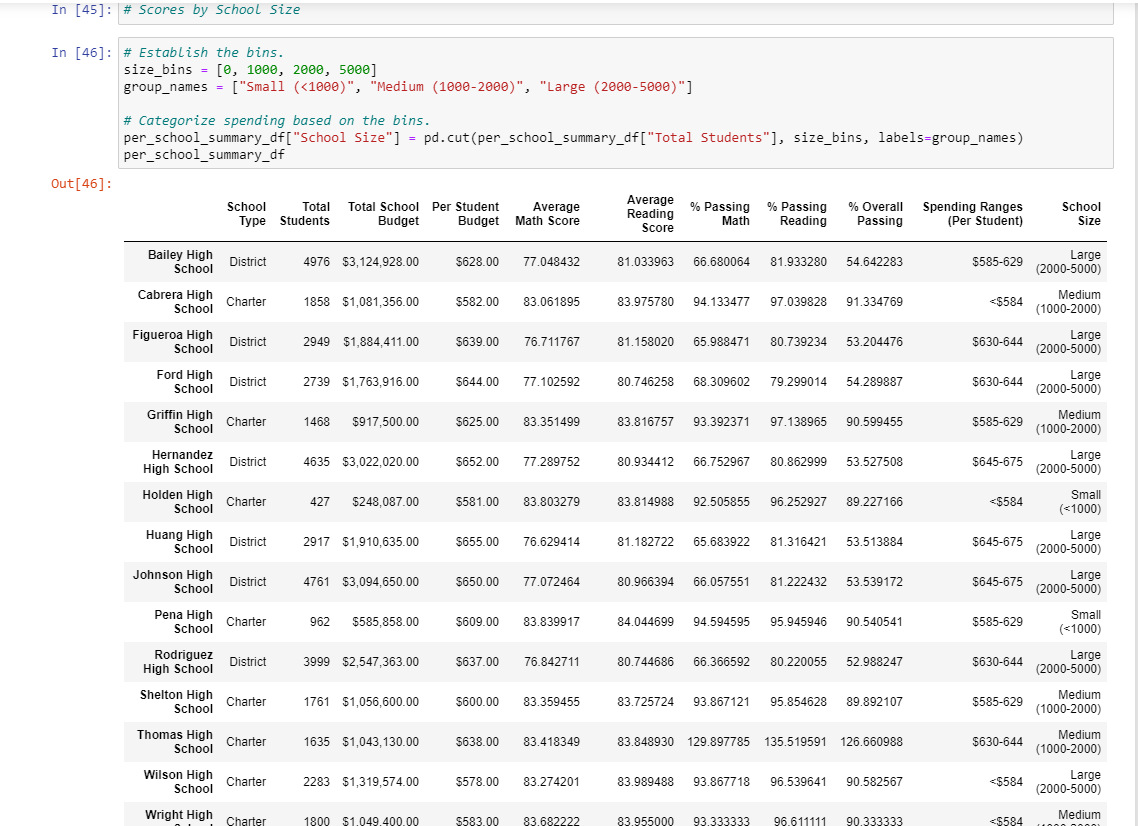 In [45]: # Scores by School Size
In [46]: # Establish the bins.
size_bins = [0, 1000, 2000, 5000]
group_names = ["Small (<1000)", "Medium (1000-2000)", "Large (2000-5000)"]
# Categorize spending based on the bins.
per_school_summary_df["School Size"] = pd.cut(per_school_summary_df["Total Students"], size_bins, labels=group_names)
per_school_summary_df
Out[46]:
School Type Total Students Total School Budget Per Student Budget Average Math Score Average Reading Score % Passing Math % Passing Reading % Overall Passing Spending Ranges (Per Student) School Size
Bailey High School District 4976 $3,124,928.00 $628.00 77.048432 81.033963 66.680064 81.933280 54.642283 $585-629 Large (2000-5000)
Cabrera High School Charter 1858 $1,081,356.00 $582.00 83.061895 83.975780 94.133477 97.039828 91.334769 <$584 Medium (1000-2000)
Figueroa High School District 2949 $1,884,411.00 $639.00 76.711767 81.158020 65.988471 80.739234 53.204476 $630-644 Large (2000-5000)
Ford High School District 2739 $1,763,916.00 $644.00 77.102592 80.746258 68.309602 79.299014 54.289887 $630-644 Large (2000-5000)
Griffin High School Charter 1468 $917,500.00 $625.00 83.351499 83.816757 93.392371 97.138965 90.599455 $585-629 Medium (1000-2000)
Hernandez High School District 4635 $3,022,020.00 $652.00 77.289752 80.934412 66.752967 80.862999 53.527508 $645-675 Large (2000-5000)
Holden High School Charter 427 $248,087.00 $581.00 83.803279 83.814988 92.505855 96.252927 89.227166 <$584 Small (<1000)
Huang High School District 2917 $1,910,635.00 $655.00 76.629414 81.182722 65.683922 81.316421 53.513884 $645-675 Large (2000-5000)
Johnson High School District 4761 $3,094,650.00 $650.00 77.072464 80.966394 66.057551 81.222432 53.539172 $645-675 Large (2000-5000)
Pena High School Charter 962 $585,858.00 $609.00 83.839917 84.044699 94.594595 95.945946 90.540541 $585-629 Small (<1000)
Rodriguez High School District 3999 $2,547,363.00 $637.00 76.842711 80.744686 66.366592 80.220055 52.988247 $630-644 Large (2000-5000)
Shelton High School Charter 1761 $1,056,600.00 $600.00 83.359455 83.725724 93.867121 95.854628 89.892107 $585-629 Medium (1000-2000)
Thomas High School Charter 1635 $1,043,130.00 $638.00 83.418349 83.848930 129.897785 135.519591 126.660988 $630-644 Medium (1000-2000)
Wilson High School Charter 2283 $1,319,574.00 $578.00 83.274201 83.989488 93.867718 96.539641 90.582567 <$584 Large (2000-5000)
Wright High Charter 1800 $1,049,400.00 $583.00 83.682222 83.955000 93.333333 96.611111 90.333333 <$584 Medium